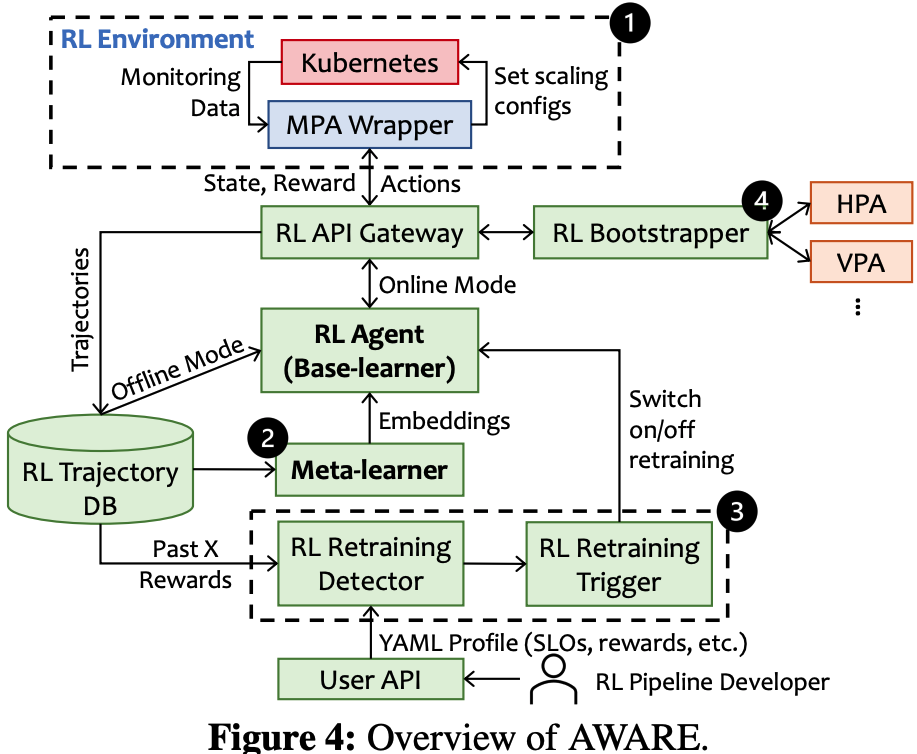 1
RL Environment
Kubernetes
Monitoring
Data
Set scaling
configs
MPA Wrapper
State, Reward
Actions
4
HPA
RL API Gateway
RL Bootstrapper
VPA
Online Mode
Trajectories
Offline Mode
RL Agent
(Base-learner)
Switch
on/off
retraining
Embeddings
2
Meta-learner
RL Trajectory
DB
3
Past X
Rewards
RL Retraining
Detector
RL Retraining
Trigger
YAML Profile (SLOs, rewards, etc.)
User API
RL Pipeline Developer
Figure 4: Overview of AWARE.